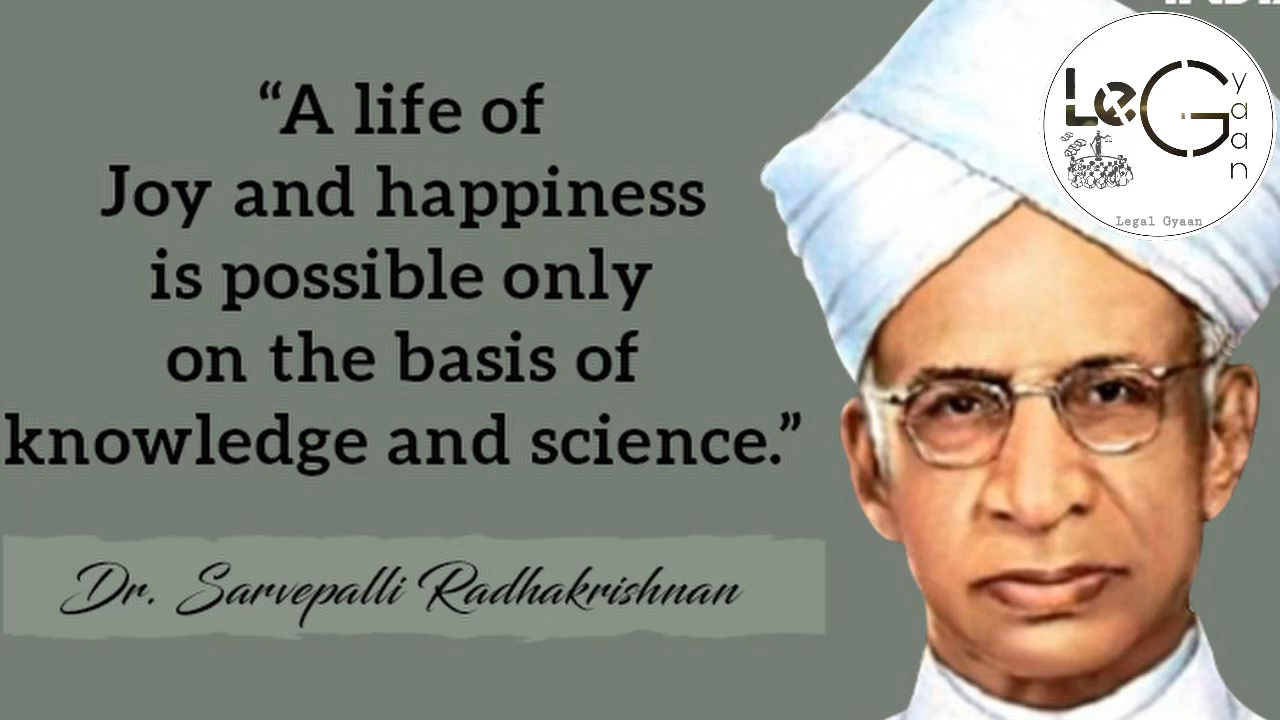 “A life of
Joy and happiness
is possible only
on the basis of
knowledge and science.”
Dr. Sarvepalli Radhakrishnan
LeGyaan
Legal Gyaan